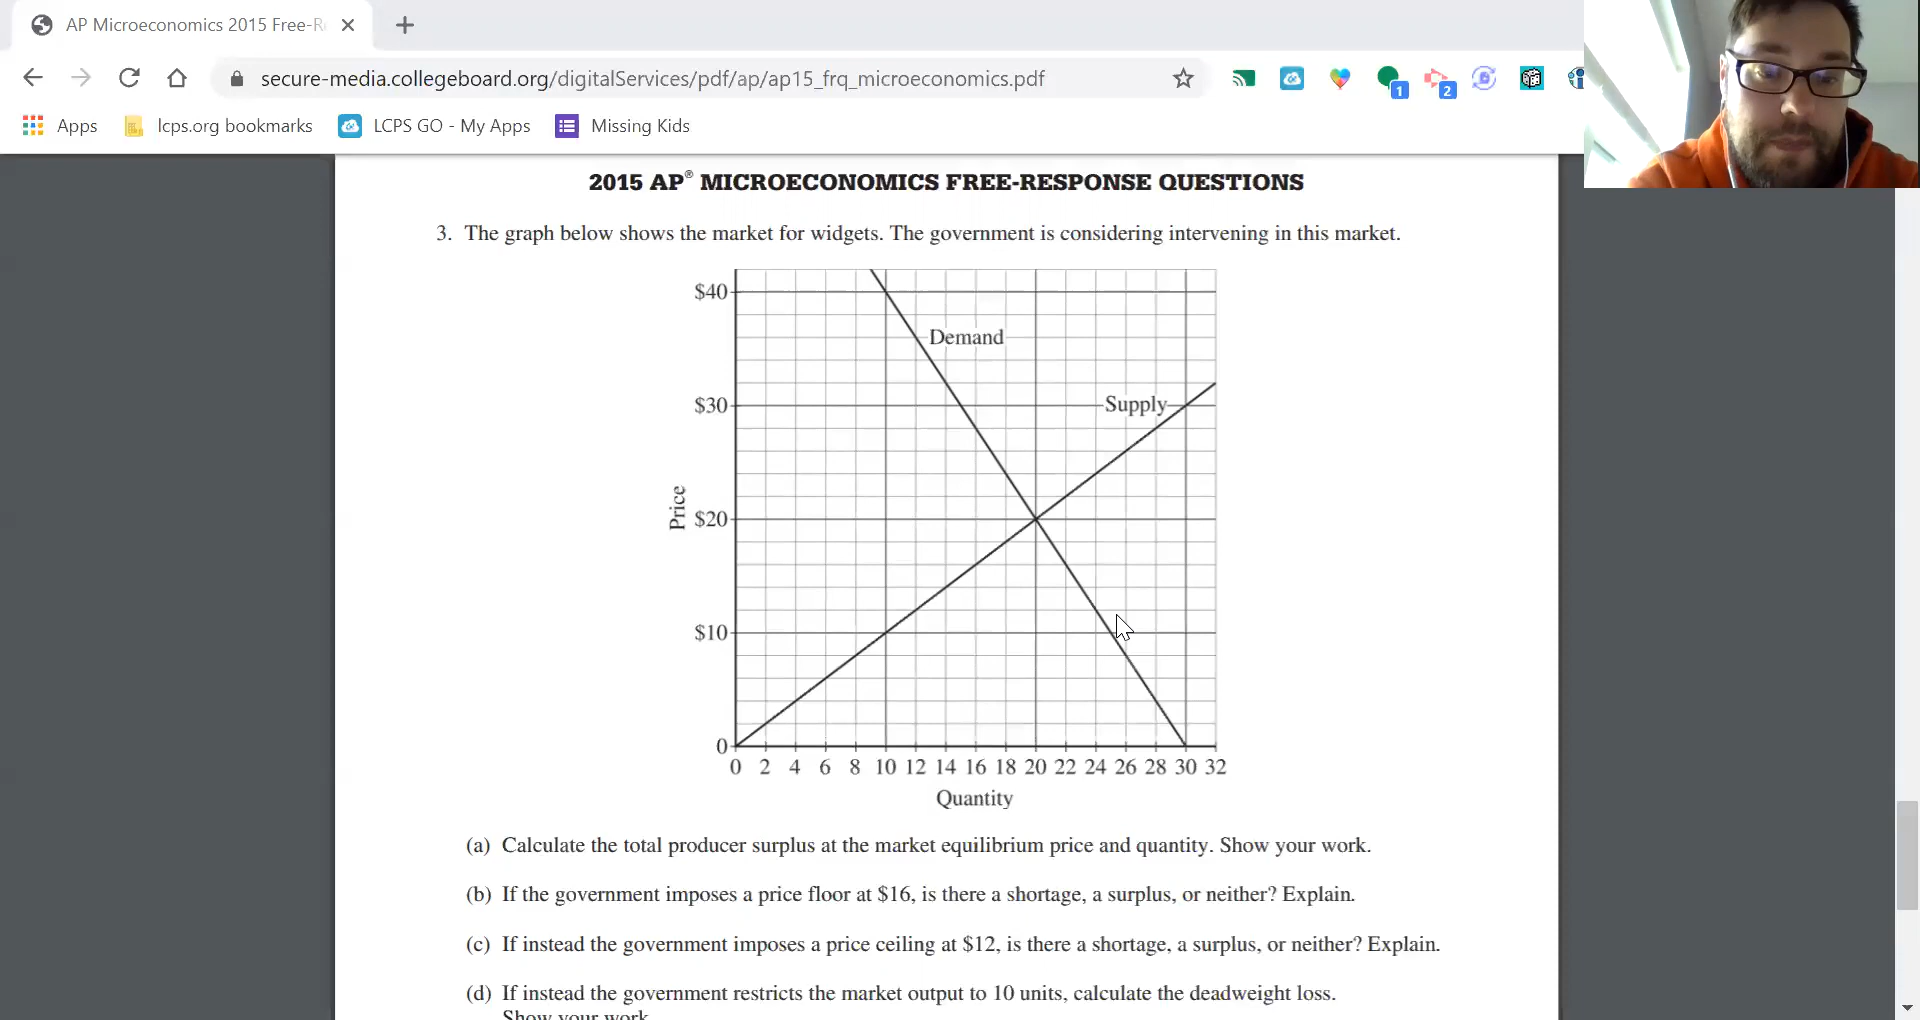 AP Microeconomics 2015 Free-R
secure-media.collegeboard.org/digitalServices/pdf/ap/ap15_frq_microeconomics.pdf
1
2
Apps
lcps.org bookmarks
LCPS GO - My Apps
Missing Kids
2015 AP® MICROECONOMICS FREE-RESPONSE QUESTIONS
3. The graph below shows the market for widgets. The government is considering intervening in this market.
$40
Demand
$30
Supply
Price
$20
$10
0
0 2 4 6 8 10 12 14 16 18 20 22 24 26 28 30 32
Quantity
(a) Calculate the total producer surplus at the market equilibrium price and quantity. Show your work.
(b) If the government imposes a price floor at $16, is there a shortage, a surplus, or neither? Explain.
(c) If instead the government imposes a price ceiling at $12, is there a shortage, a surplus, or neither? Explain.
(d) If instead the government restricts the market output to 10 units, calculate the deadweight loss.
Show your work.